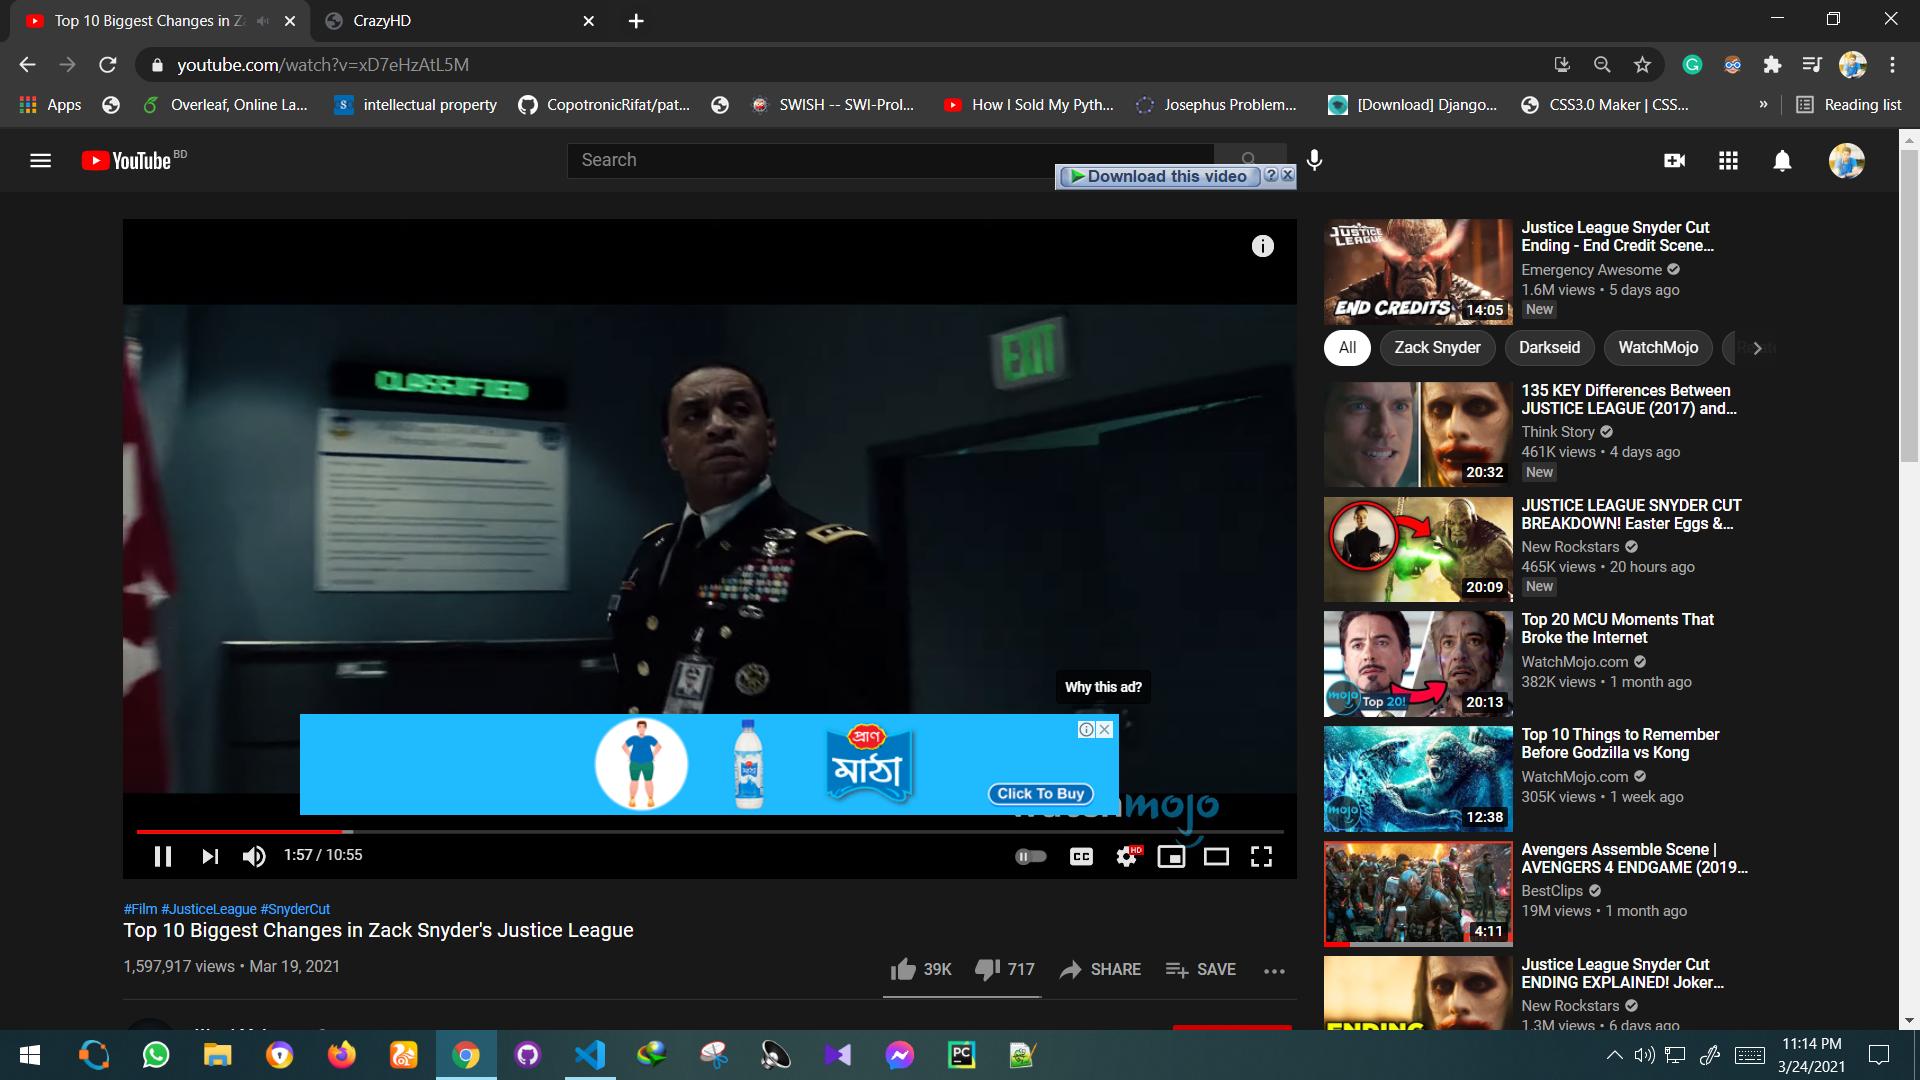 Top 10 Biggest Changes in Z
CrazyHD
youtube.com/watch?v=xD7eHzAtL5M
Apps
Overleaf, Online La...
intellectual property
CopotronicRifat/pat...
SWISH -- SWI-Prol...
How I Sold My Pyth...
Josephus Problem...
[Download] Django...
CSS3.0 Maker | CSS...
»
Reading list
YouTube BD
Search
Download this video
CLASSIFIED
EXIT
Why this ad?
প্রাণ
মাঠা
Click To Buy
mojo
1:57 / 10:55
CC
HD
#Film #JusticeLeague #SnyderCut
Top 10 Biggest Changes in Zack Snyder's Justice League
1,597,917 views • Mar 19, 2021
39K
717
SHARE
SAVE
JUSTICE LEAGUE
END CREDITS
14:05
Justice League Snyder Cut
Ending - End Credit Scene...
Emergency Awesome
1.6M views • 5 days ago
New
All
Zack Snyder
Darkseid
WatchMojo
20:32
135 KEY Differences Between
JUSTICE LEAGUE (2017) and...
Think Story
461K views • 4 days ago
New
20:09
JUSTICE LEAGUE SNYDER CUT
BREAKDOWN! Easter Eggs &...
New Rockstars
465K views • 20 hours ago
New
mojo
Top 20!
20:13
Top 20 MCU Moments That
Broke the Internet
WatchMojo.com
382K views • 1 month ago
mojo
12:38
Top 10 Things to Remember
Before Godzilla vs Kong
WatchMojo.com
305K views • 1 week ago
4:11
Avengers Assemble Scene |
AVENGERS 4 ENDGAME (2019...
BestClips
19M views • 1 month ago
ENDING
Justice League Snyder Cut
ENDING EXPLAINED! Joker...
New Rockstars
1.3M views • 6 days ago
PC
11:14 PM
3/24/2021